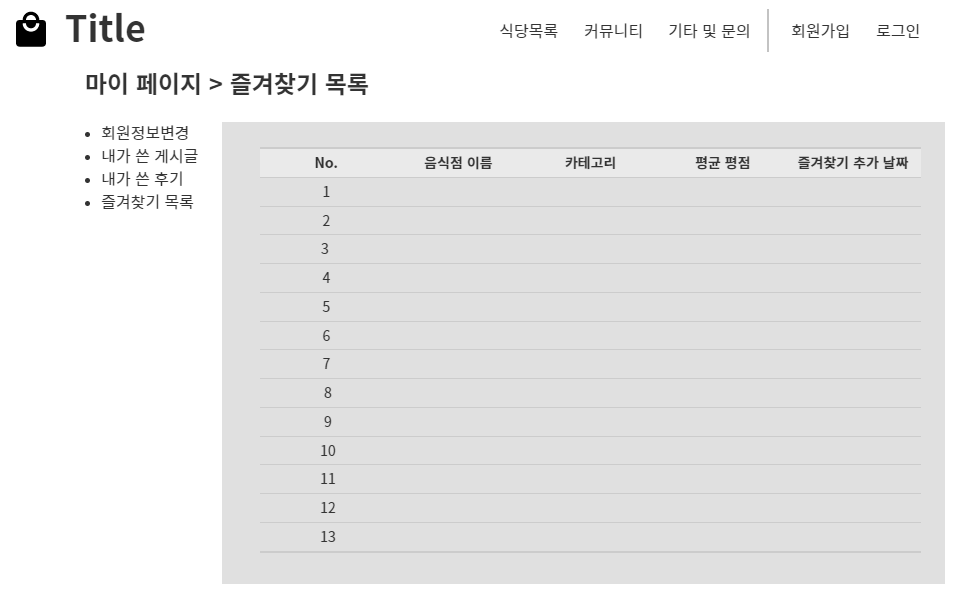 Title 식당목록 커뮤니티 기타 및 문의 회원가입 로그인
마이 페이지 > 즐겨찾기 목록
• 회원정보변경
• 내가 쓴 게시글
• 내가 쓴 후기
• 즐겨찾기 목록
No. 음식점 이름 카테고리 평균 평점 즐겨찾기 추가 날짜
1
2
3
4
5
6
7
8
9
10
11
12
13